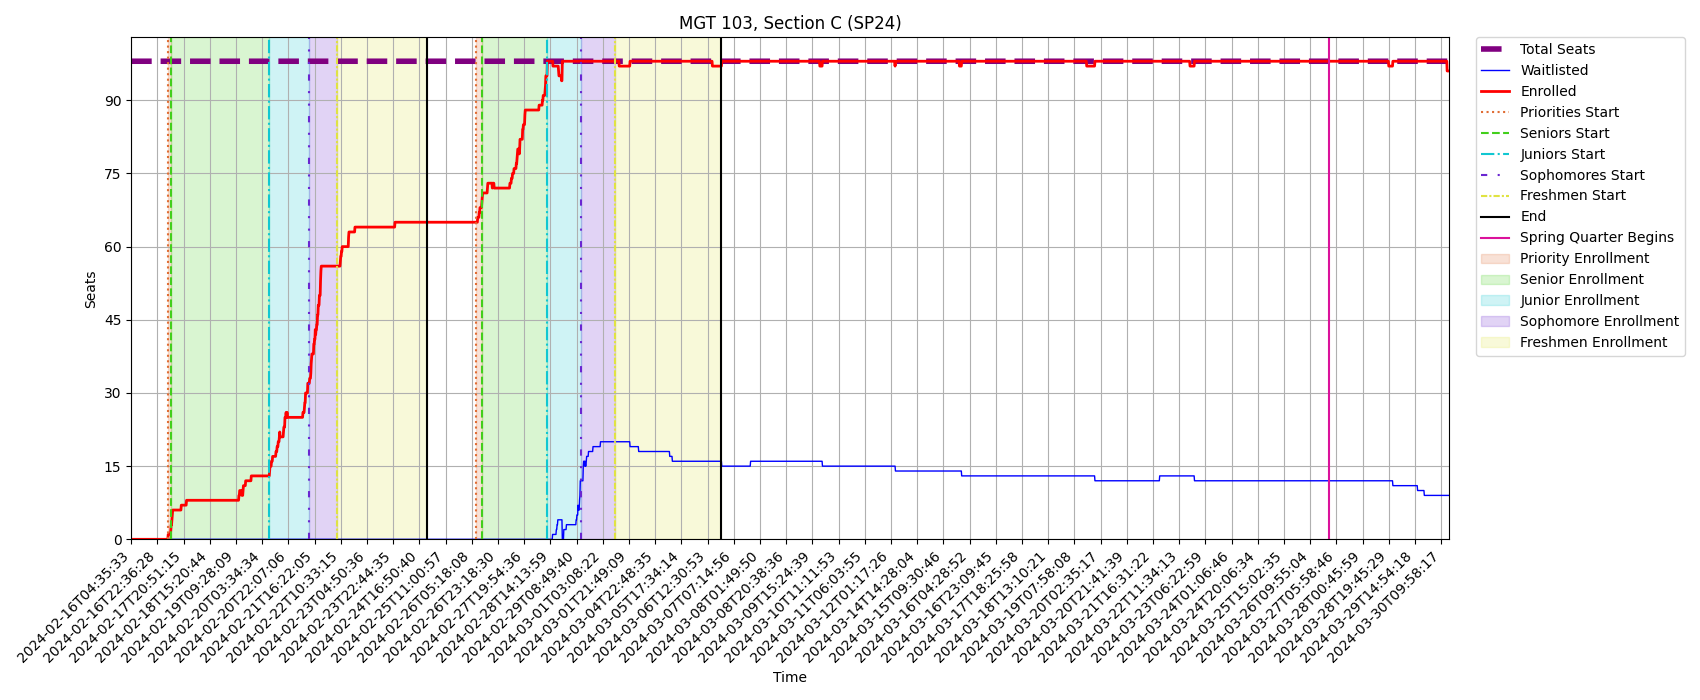 MGT 103, Section C (SP24)
Seats
90
75
60
45
30
15
0
2024-02-16T04:35:33
2024-02-16T22:36:28
2024-02-17T20:51:15
2024-02-18T15:20:44
2024-02-19T09:28:09
2024-02-20T03:34:34
2024-02-20T22:07:06
2024-02-21T16:22:05
2024-02-22T10:33:15
2024-02-23T04:50:36
2024-02-23T22:44:35
2024-02-24T16:50:40
2024-02-25T11:00:57
2024-02-26T05:18:08
2024-02-26T23:18:30
2024-02-27T19:54:36
2024-02-28T14:13:59
2024-02-29T08:49:40
2024-03-01T03:08:22
2024-03-01T21:49:09
2024-03-04T22:48:35
2024-03-05T17:34:14
2024-03-06T12:30:53
2024-03-07T07:14:56
2024-03-08T01:49:50
2024-03-08T20:38:36
2024-03-09T15:24:39
2024-03-10T11:11:53
2024-03-11T06:03:55
2024-03-12T01:17:26
2024-03-14T14:28:04
2024-03-15T09:30:46
2024-03-16T04:28:52
2024-03-16T23:09:45
2024-03-17T18:25:58
2024-03-18T13:10:21
2024-03-19T07:58:08
2024-03-20T02:35:17
2024-03-20T21:41:39
2024-03-21T16:31:22
2024-03-22T11:34:13
2024-03-23T06:22:59
2024-03-24T01:06:46
2024-03-24T20:06:34
2024-03-25T15:02:35
2024-03-26T09:55:04
2024-03-27T05:58:46
2024-03-28T00:45:59
2024-03-28T19:45:29
2024-03-29T14:54:18
2024-03-30T09:58:17
Time
Total Seats
Waitlisted
Enrolled
Priorities Start
Seniors Start
Juniors Start
Sophomores Start
Freshmen Start
End
Spring Quarter Begins
Priority Enrollment
Senior Enrollment
Junior Enrollment
Sophomore Enrollment
Freshmen Enrollment